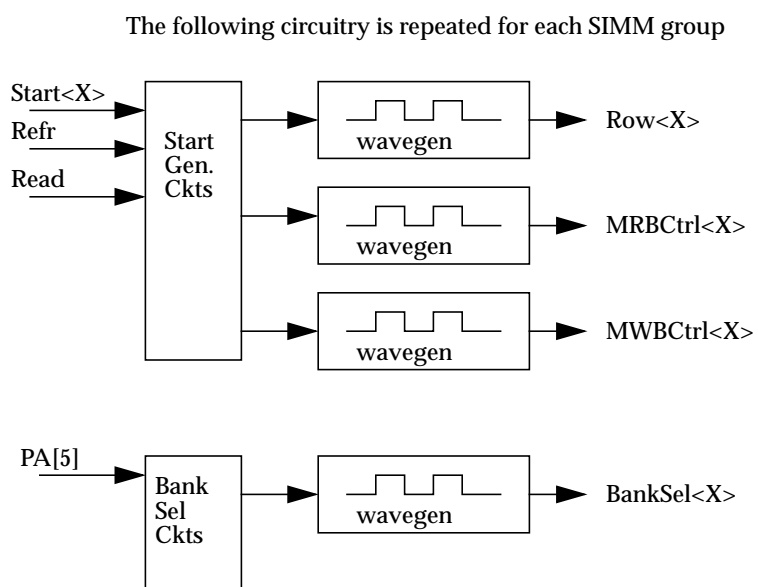 The following circuitry is repeated for each SIMM group
Start<X>
Refr
Read
Start
Gen.
Ckts
wavegen
Row<X>
wavegen
MRBCtrl<X>
wavegen
MWBCtrl<X>
PA[5]
Bank
Sel
Ckts
wavegen
BankSel<X>